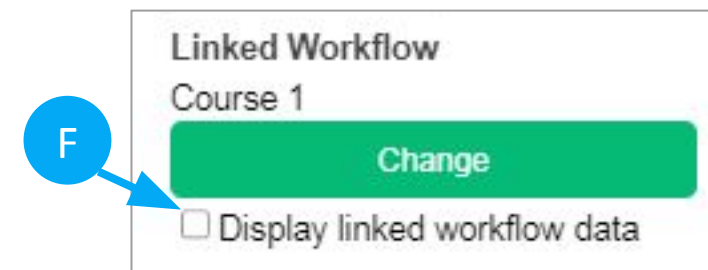 Linked Workflow
Course 1
Change
F
Display linked workflow data